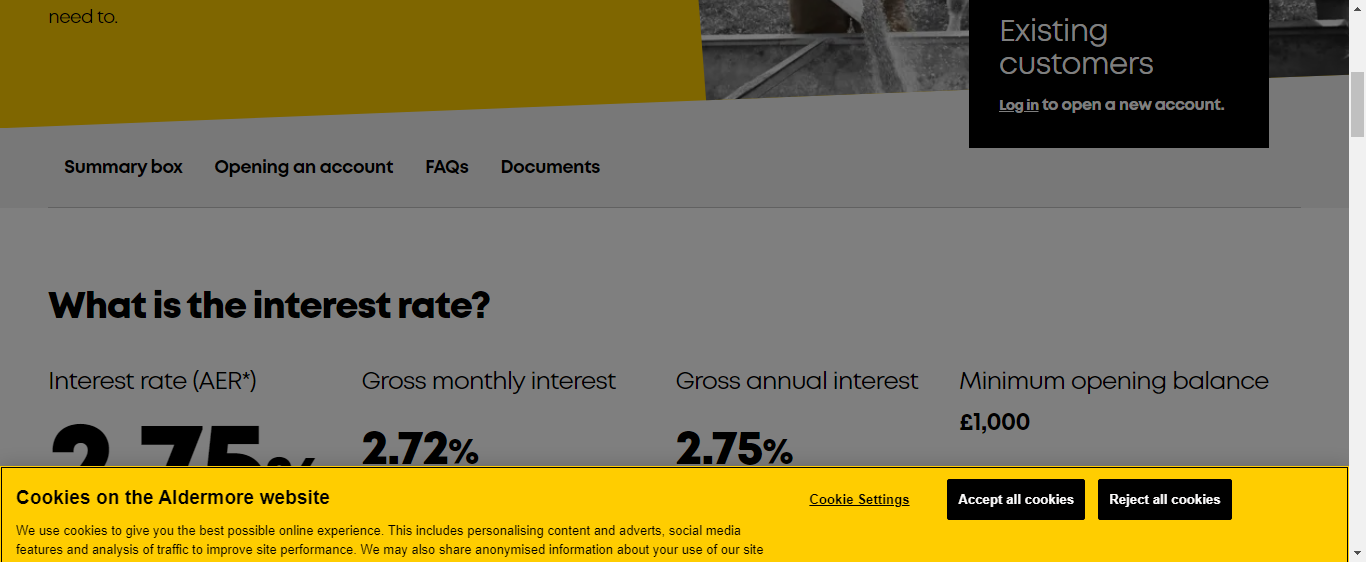 need to.
Existing
customers
Log in to open a new account.
Summary box Opening an account FAQs Documents
What is the interest rate?
Interest rate (AER*) Gross monthly interest Gross annual interest Minimum opening balance
£1,000
2.75% 2.72% 2.75%
Cookies on the Aldermore website
Cookie Settings Accept all cookies Reject all cookies
We use cookies to give you the best possible online experience. This includes personalising content and adverts, social media
features and analysis of traffic to improve site performance. We may also share anonymised information about your use of our site